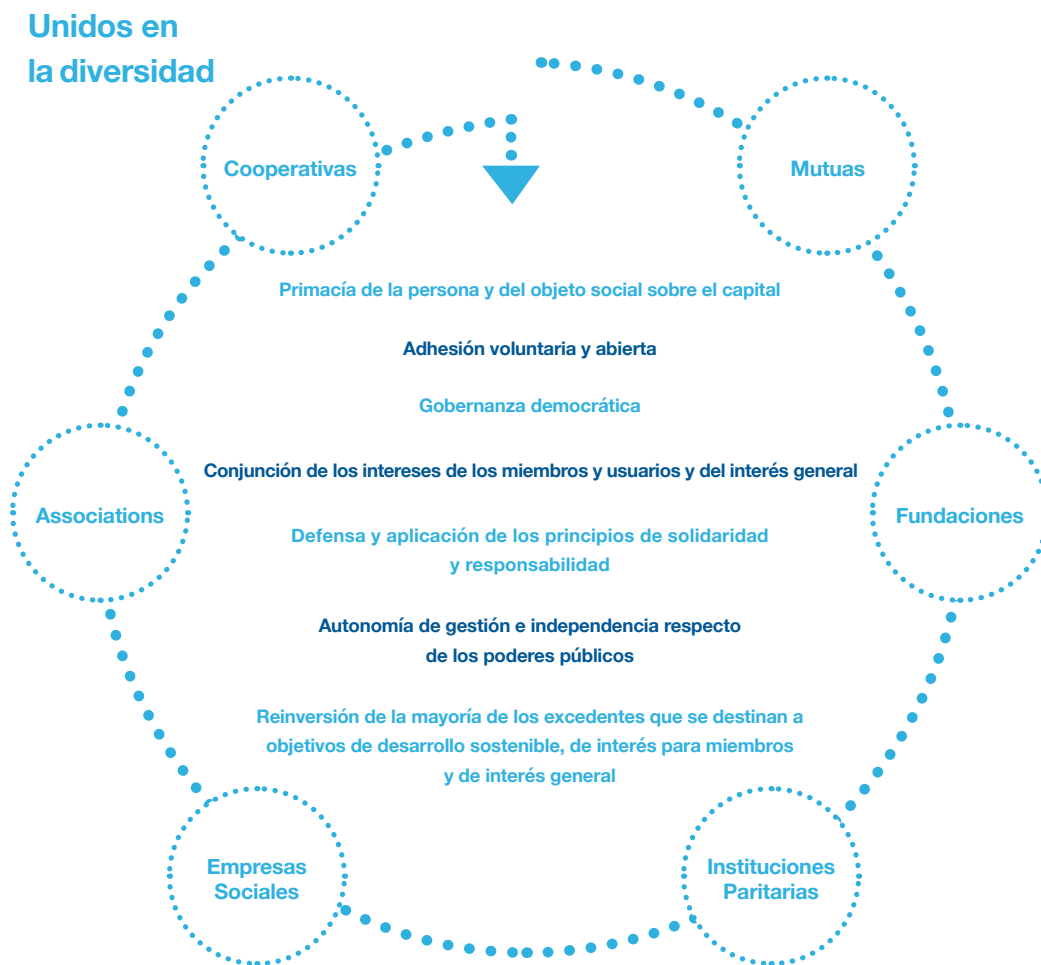 Unidos en
la diversidad
Cooperativas
Mutuas
Primacía de la persona y del objeto social sobre el capital
Adhesión voluntaria y abierta
Gobernanza democrática
Conjunción de los intereses de los miembros y usuarios y del interés general
Associations
Fundaciones
Defensa y aplicación de los principios de solidaridad
y responsabilidad
Autonomía de gestión e independencia respecto
de los poderes públicos
Reinversión de la mayoría de los excedentes que se destinan a
objetivos de desarrollo sostenible, de interés para miembros
y de interés general
Empresas
Sociales
Instituciones
Paritarias